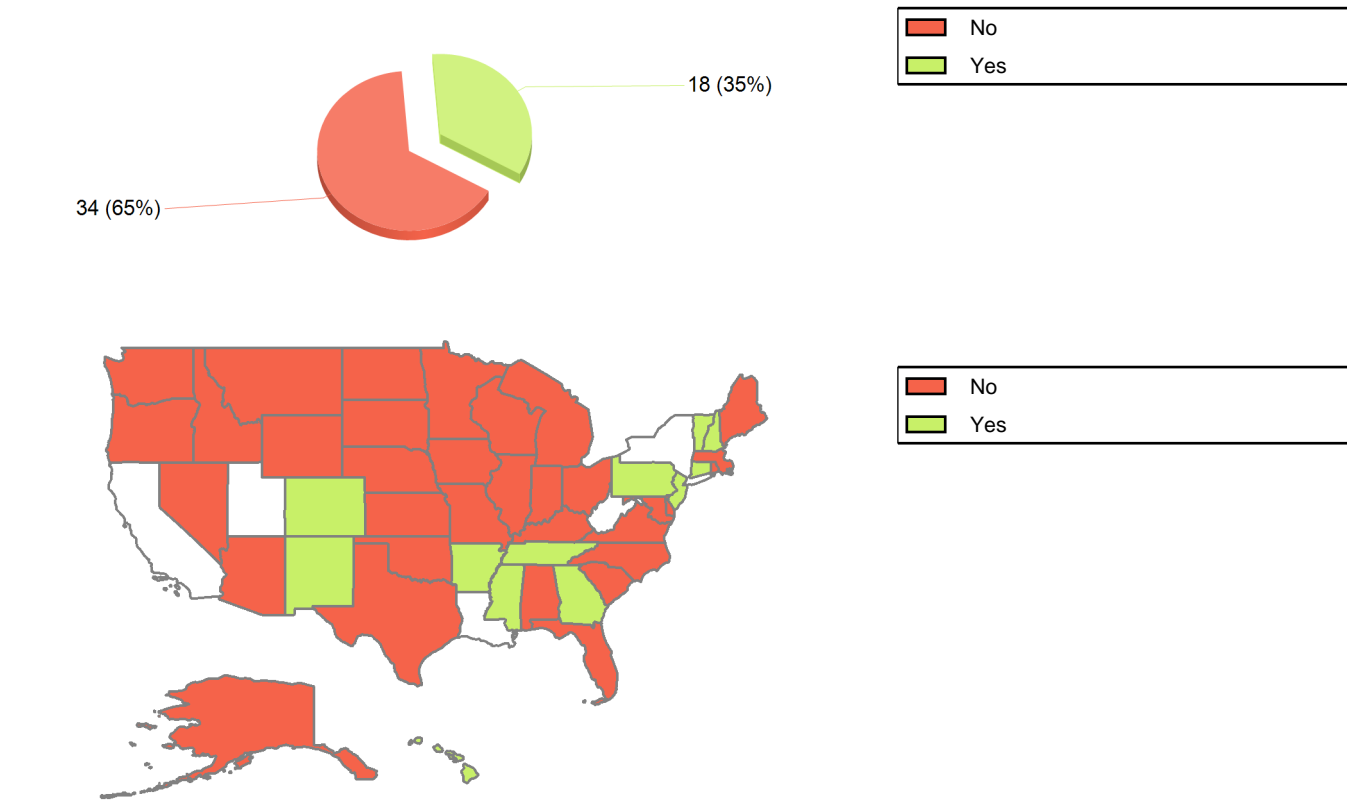 No
Yes
18 (35%)
34 (65%)
No
Yes